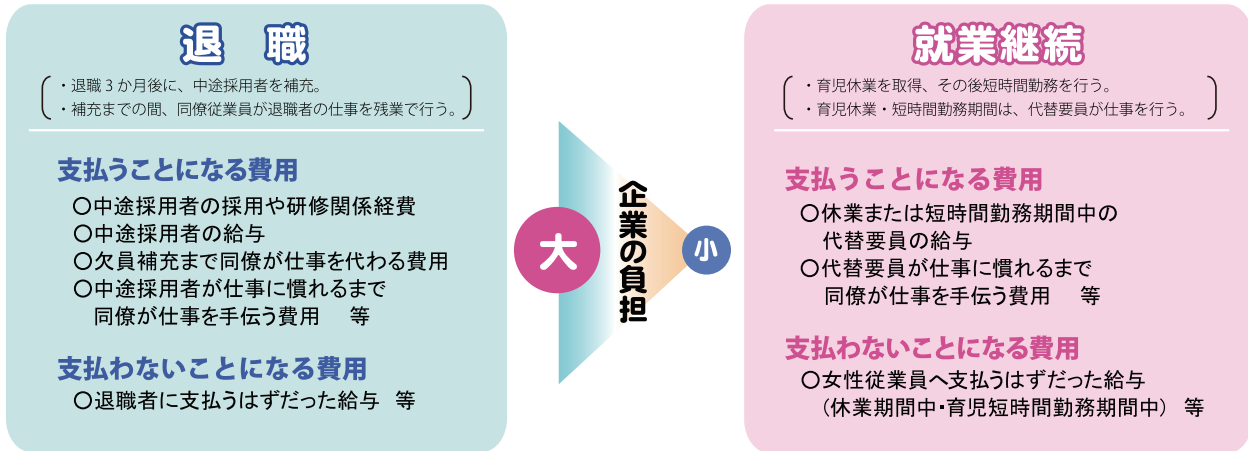 退 職
・退職3か月後に、中途採用者を補充。
・補充までの間、同僚従業員が退職者の仕事を残業で行う。
支払うことになる費用
○中途採用者の採用や研修関係経費
○中途採用者の給与
○欠員補充まで同僚が仕事を代わる費用
○中途採用者が仕事に慣れるまで
同僚が仕事を手伝う費用 等
支払わないことになる費用
○退職者に支払うはずだった給与 等
大
企業の負担
小
就業継続
・育児休業を取得、その後短時間勤務を行う。
・育児休業・短時間勤務期間は、代替要員が仕事を行う。
支払うことになる費用
○休業または短時間勤務期間中の
代替要員の給与
○代替要員が仕事に慣れるまで
同僚が仕事を手伝う費用 等
支払わないことになる費用
○女性従業員へ支払うはずだった給与
(休業期間中・育児短時間勤務期間中) 等